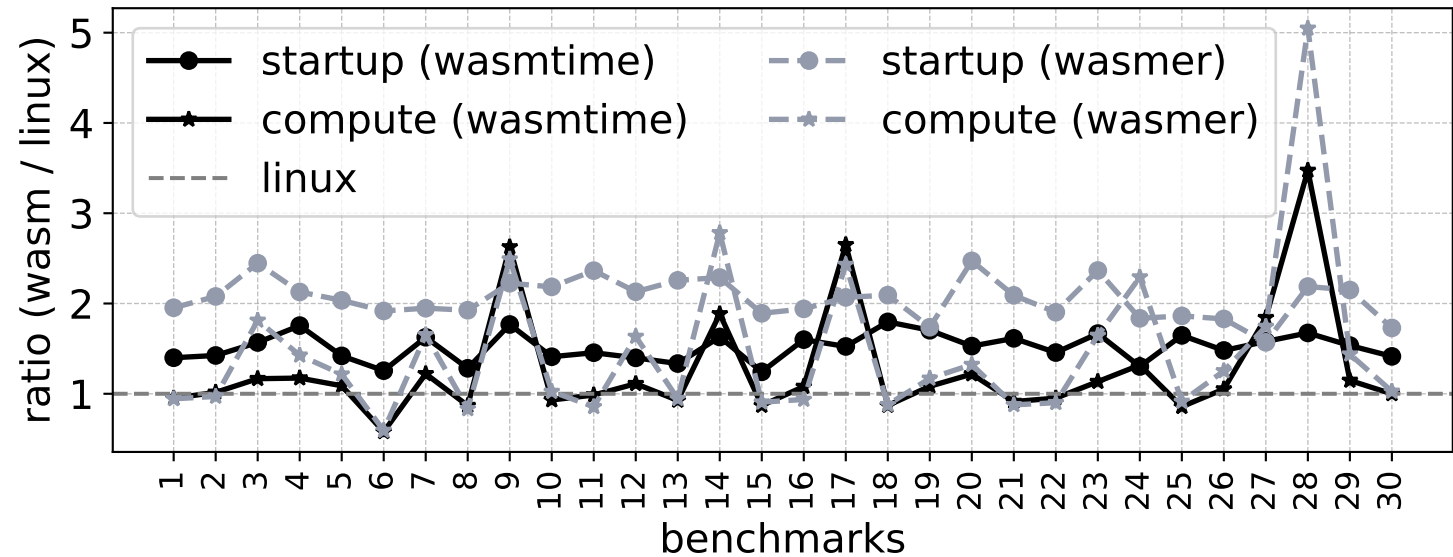 ratio (wasm / linux)
5
4
3
2
1
startup (wasmtime)
compute (wasmtime)
linux
startup (wasmer)
compute (wasmer)
1 2 3 4 5 6 7 8 9 10 11 12 13 14 15 16 17 18 19 20 21 22 23 24 25 26 27 28 29 30
benchmarks